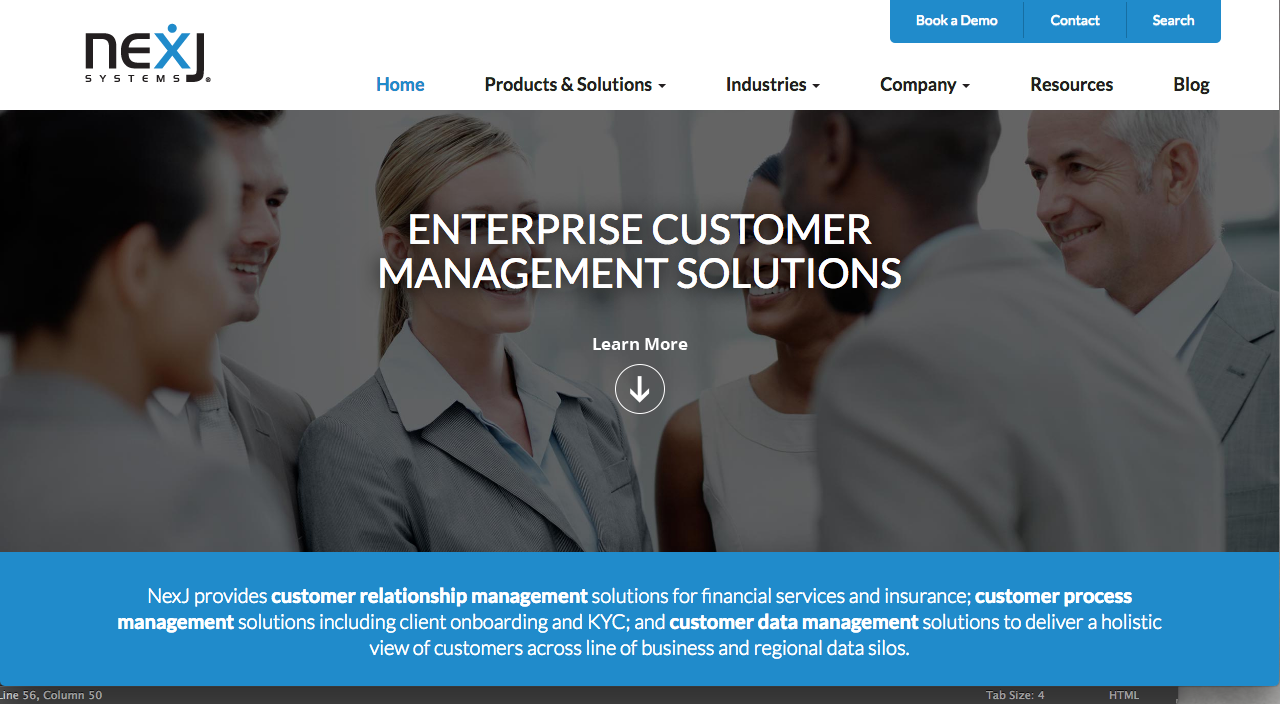 nexj
SYSTEMS®
Book a Demo
Contact
Search
Home
Products & Solutions
Industries
Company
Resources
Blog
ENTERPRISE CUSTOMER
MANAGEMENT SOLUTIONS
Learn More
NexJ provides customer relationship management solutions for financial services and insurance; customer process
management solutions including client onboarding and KYC; and customer data management solutions to deliver a holistic
view of customers across line of business and regional data silos.
Line 56, Column 50
Tab Size: 4
HTML